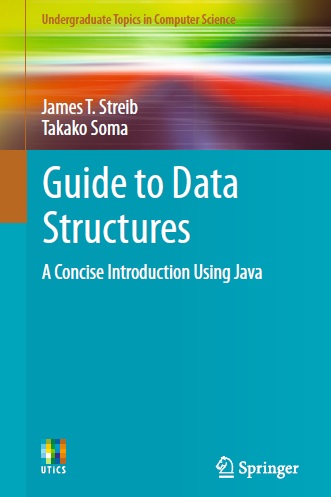 Undergraduate Topics in Computer Science
James T. Streib
Takako Soma
Guide to Data
Structures
A Concise Introduction Using Java
UTICS
Springer